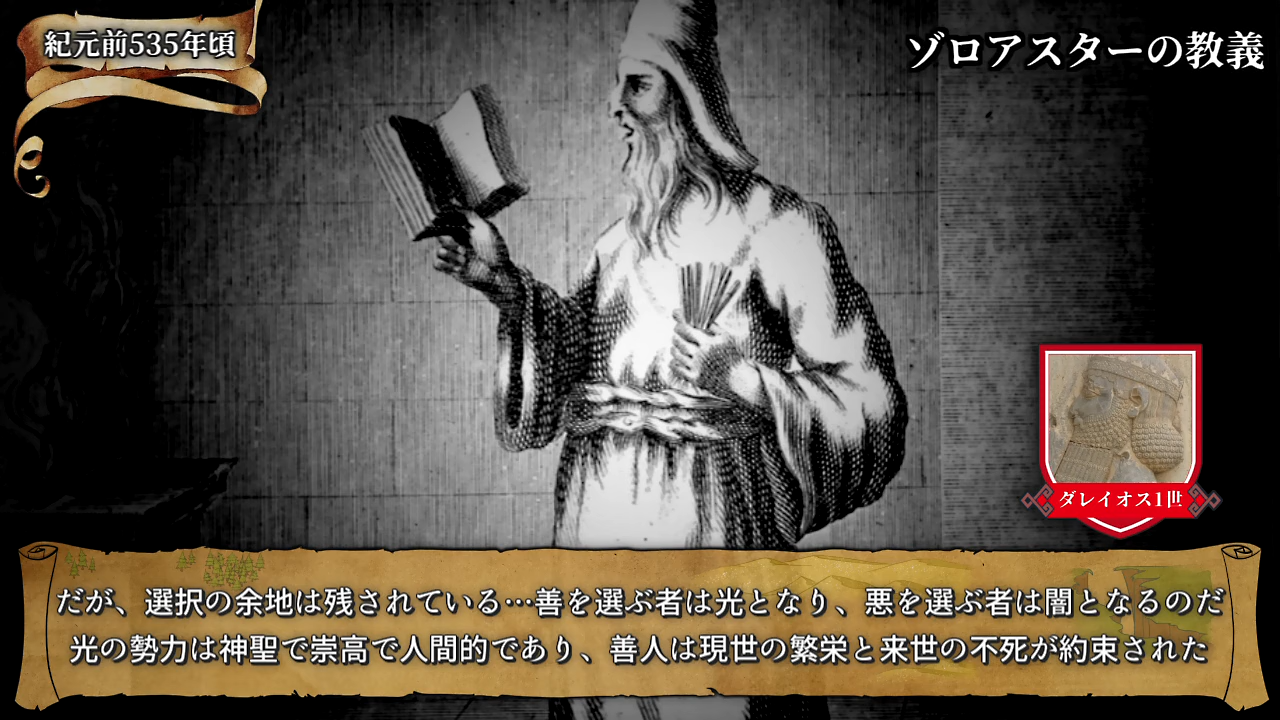 紀元前535年頃
ゾロアスターの教義
ダレイオス1世
だが、選択の余地は残されている…善を選ぶ者は光となり、悪を選ぶ者は闇となるのだ
光の勢力は神聖で崇高で人間的であり、善人は現世の繁栄と来世の不死が約束された